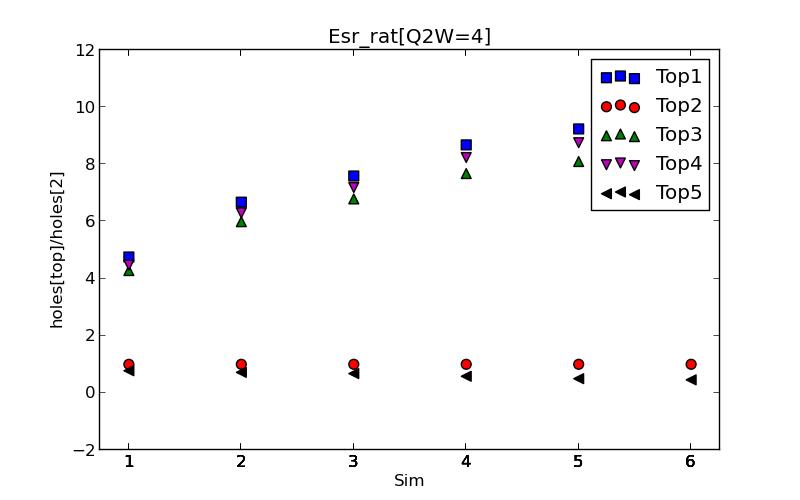 Esr_rat[Q2W=4]
holes[top]/holes[2]
12
10
8
6
4
2
0
−2
Top1
Top2
Top3
Top4
Top5
1 2 3 4 5 6
Sim